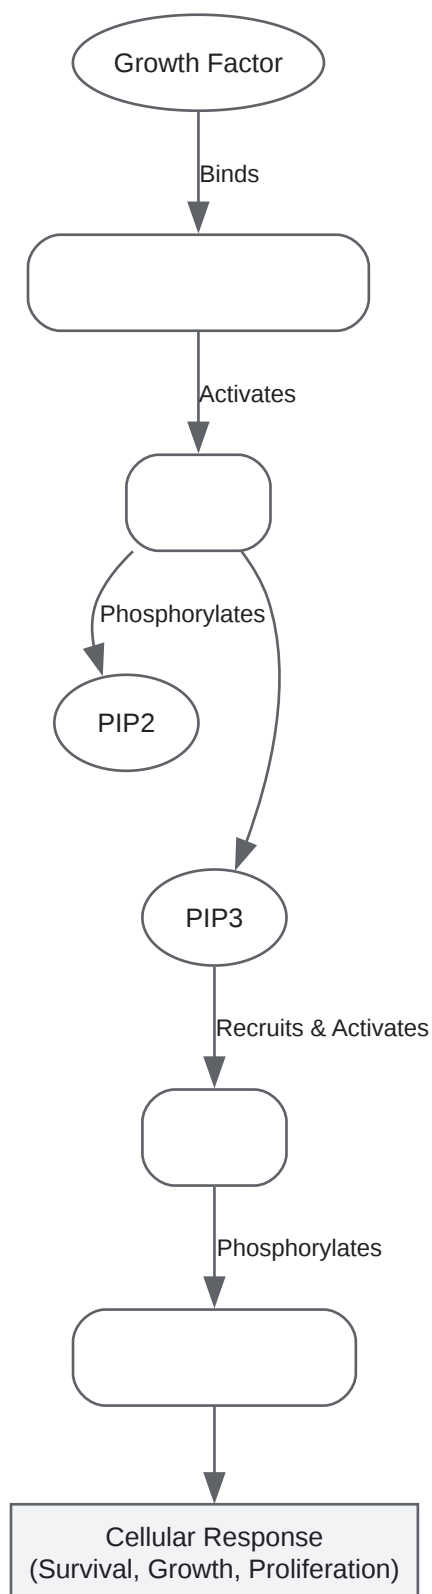 Growth Factor
Binds
Activates
Phosphorylates
PIP2
PIP3
Recruits & Activates
Phosphorylates
Cellular Response
(Survival, Growth, Proliferation)